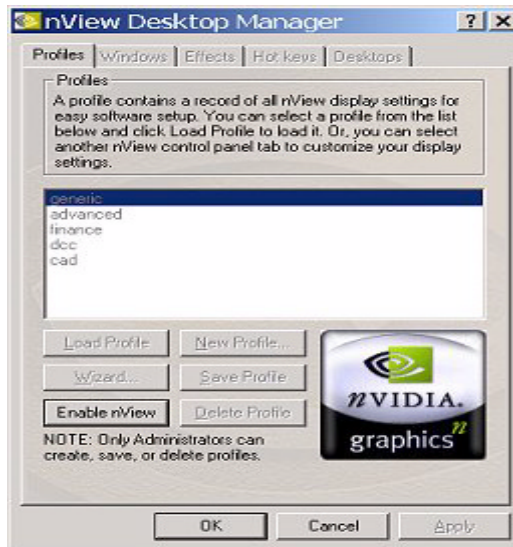 nView Desktop Manager
Profiles Windows Effects Hot keys Desktops
Profiles
A profile contains a record of all nView display settings for
easy software setup. You can select a profile from the list
below and click Load Profile to load it. Or, you can select
another nView control panel tab to customize your display
settings.
generic
advanced
finance
dcc
cad
Load Profile New Profile...
Wizard... Save Profile
Enable nView Delete Profile
NOTE: Only Administrators can
create, save, or delete profiles.
nVIDIA.
graphics n
OK Cancel Apply